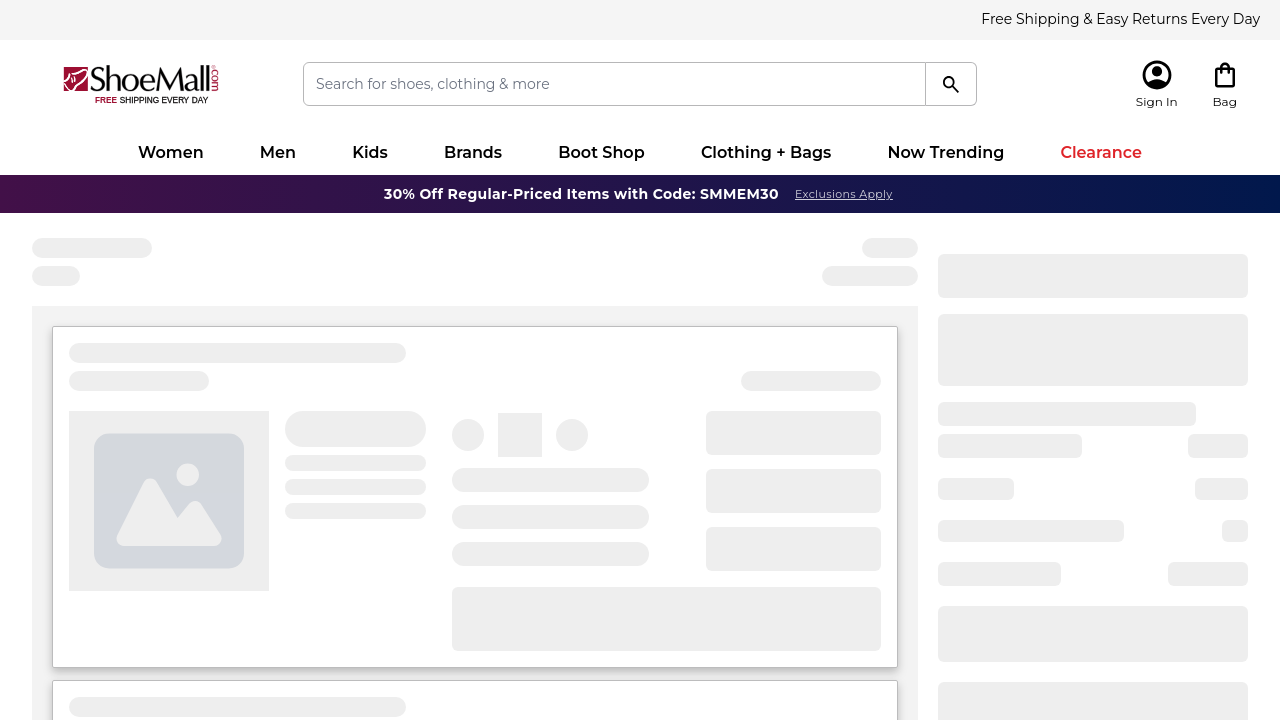 Free Shipping & Easy Returns Every Day
ShoeMall.com
FREE SHIPPING EVERY DAY
Search for shoes, clothing & more
Sign In
Bag
Women
Men
Kids
Brands
Boot Shop
Clothing + Bags
Now Trending
Clearance
30% Off Regular-Priced Items with Code: SMMEM30
Exclusions Apply